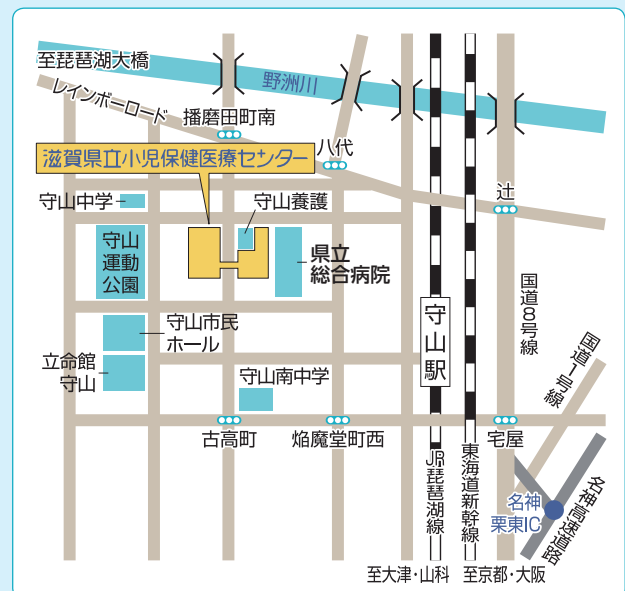 至琵琶湖大橋
野洲川
レインボーロード
播磨田町南
八代
滋賀県立小児保健医療センター
辻
守山中学
守山養護
守山
運動
公園
県立
総合病院
国道8号線
守山駅
守山市民
ホール
国道1号線
立命館
守山
守山南中学
古高町
焔魔堂町西
宅屋
JR琵琶湖線
東海道新幹線
名神
栗東IC
名神高速道路
至大津・山科
至京都・大阪